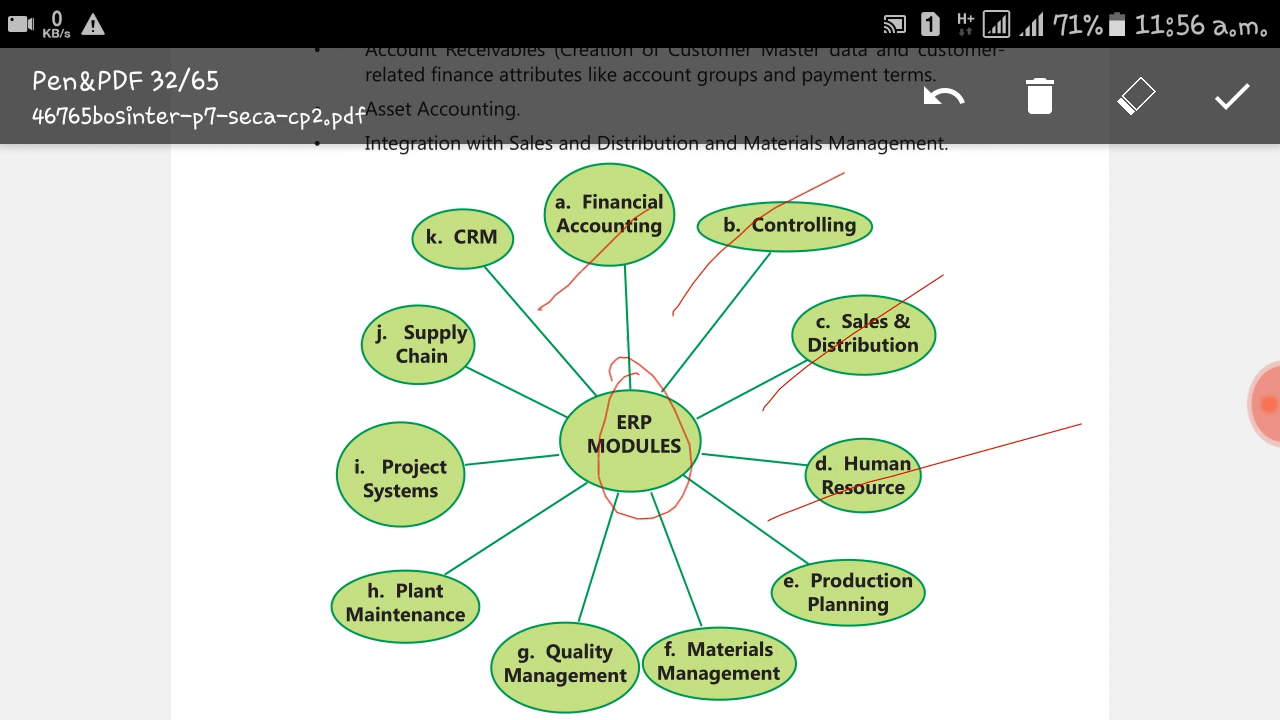 0
KB/s
1
H+
71%
11:56 a.m.
Account Receivables (Creation of Customer Master data and customer-
related finance attributes like account groups and payment terms.
Pen&PDF 32/65
46765bosinter-p7-seca-cp2.pdf
• Asset Accounting.
• Integration with Sales and Distribution and Materials Management.
a. Financial
Accounting
b. Controlling
c. Sales &
Distribution
d. Human
Resource
e. Production
Planning
f. Materials
Management
g. Quality
Management
h. Plant
Maintenance
i. Project
Systems
j. Supply
Chain
k. CRM
ERP
MODULES